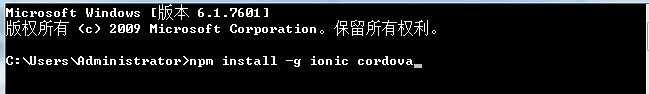 Microsoft Windows [版本 6.1.7601]
版权所有 (c) 2009 Microsoft Corporation。保留所有权利。
C:\Users\Administrator>npm install -g ionic cordova